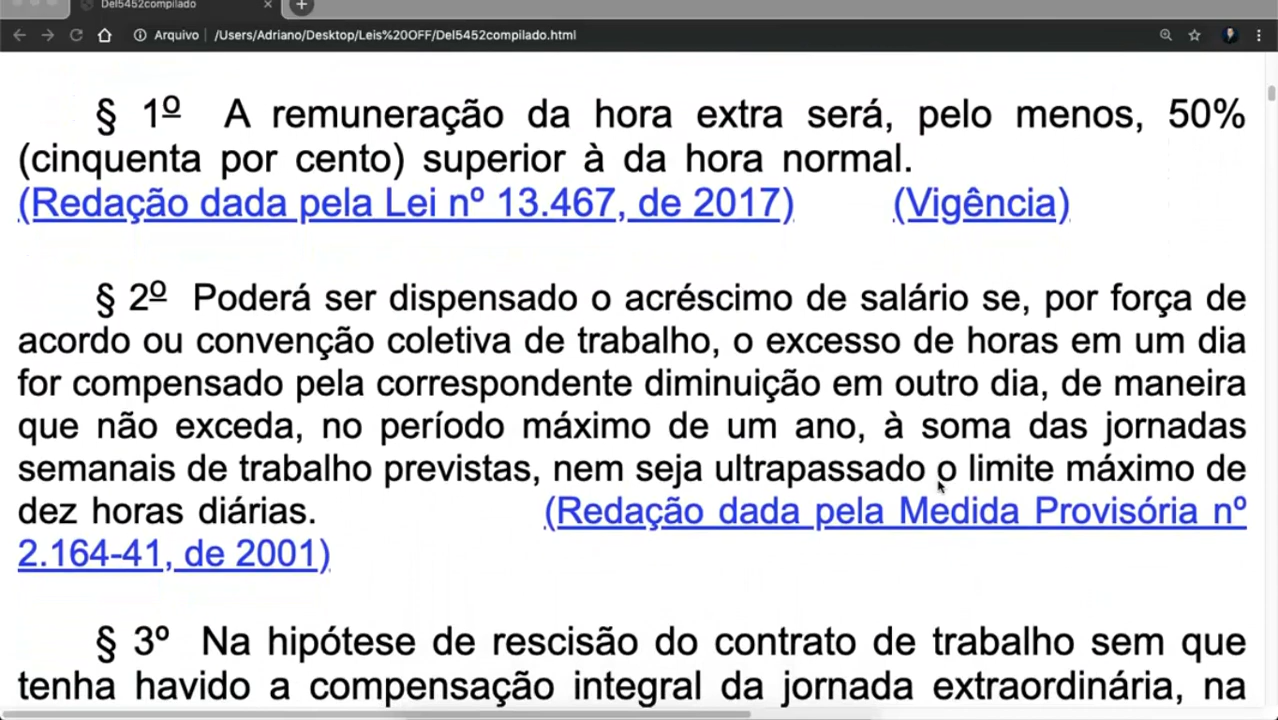 Del5452compilado
Arquivo | /Users/Adriano/Desktop/Leis%20OFF/Del5452compilado.html
§ 1º A remuneração da hora extra será, pelo menos, 50%
(cinquenta por cento) superior à da hora normal.
(Redação dada pela Lei nº 13.467, de 2017) (Vigência)
§ 2º Poderá ser dispensado o acréscimo de salário se, por força de
acordo ou convenção coletiva de trabalho, o excesso de horas em um dia
for compensado pela correspondente diminuição em outro dia, de maneira
que não exceda, no período máximo de um ano, à soma das jornadas
semanais de trabalho previstas, nem seja ultrapassado o limite máximo de
dez horas diárias. (Redação dada pela Medida Provisória nº
2.164-41, de 2001)
§ 3º Na hipótese de rescisão do contrato de trabalho sem que
tenha havido a compensação integral da jornada extraordinária, na